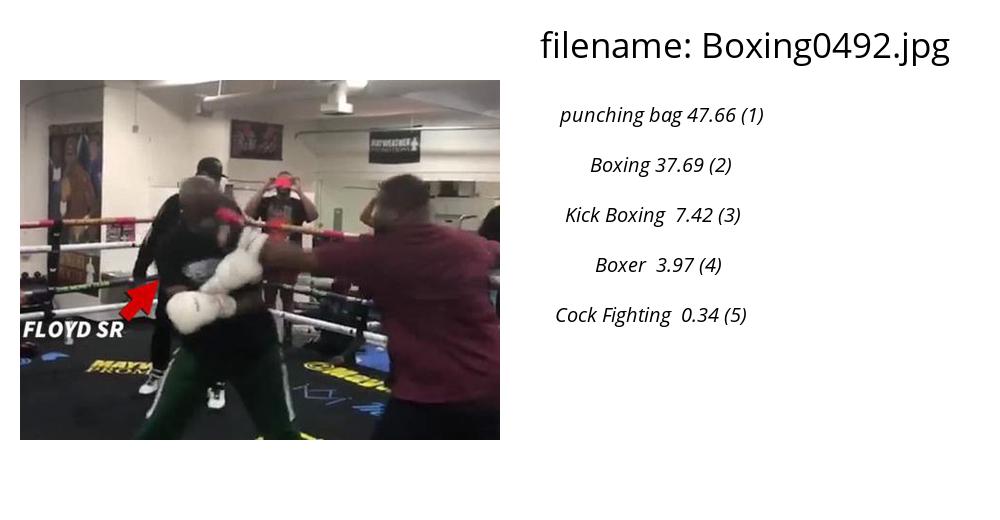 filename: Boxing0492.jpg
punching bag 47.66 (1)
Boxing 37.69 (2)
Kick Boxing 7.42 (3)
Boxer 3.97 (4)
Cock Fighting 0.34 (5)
MAYWEATHER
FLOYD SR